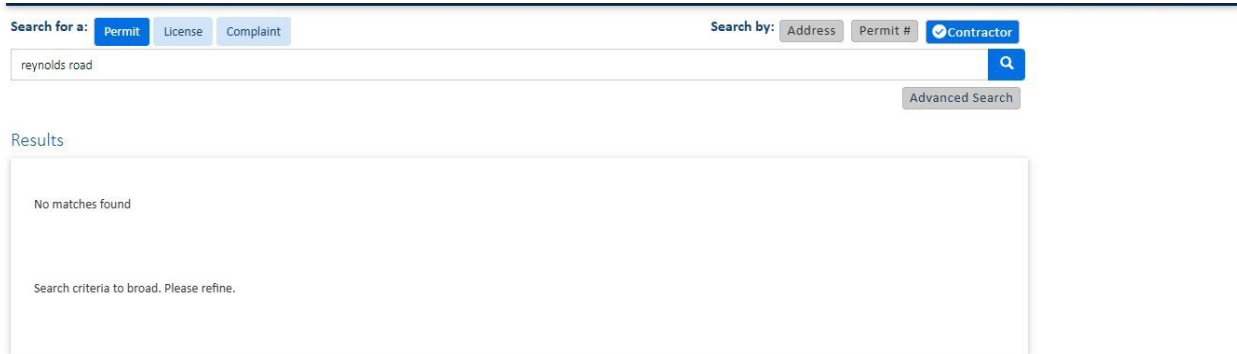 Search for a: Permit License Complaint Search by: Address Permit # Contractor
reynolds road
Advanced Search
Results
No matches found
Search criteria to broad. Please refine.